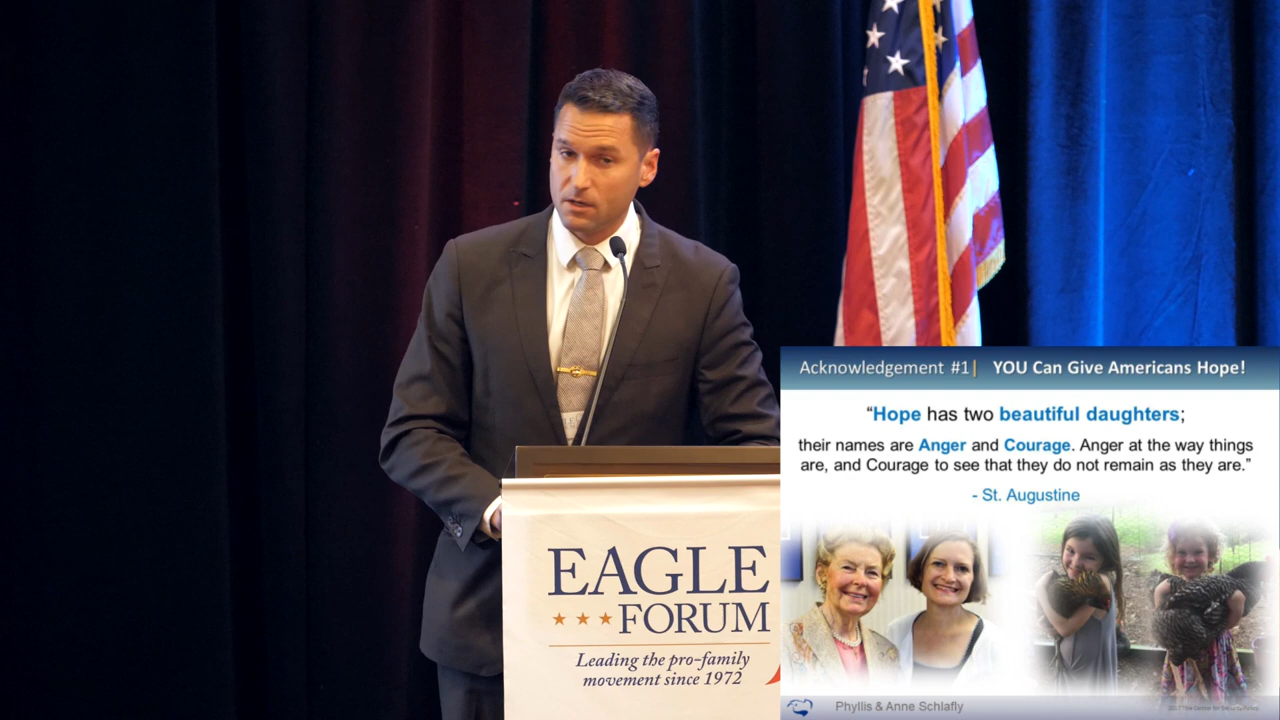 EAGLE
FORUM
Leading the pro-family
movement since 1972
Acknowledgement #1| YOU Can Give Americans Hope!
“Hope has two beautiful daughters;
their names are Anger and Courage. Anger at the way things
are, and Courage to see that they do not remain as they are.”
- St. Augustine
Phyllis & Anne Schlafly